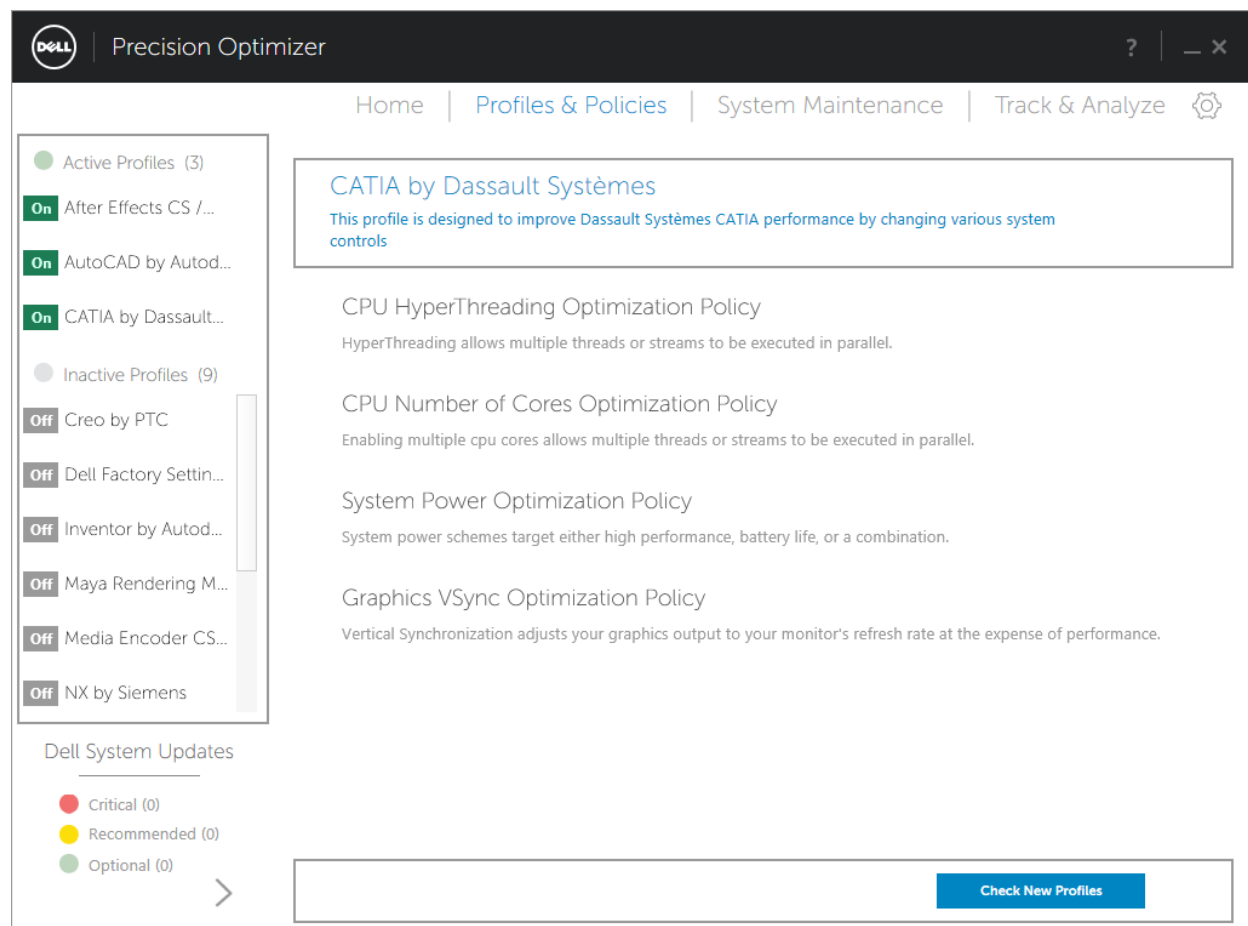 DELL
Precision Optimizer
?
Home
Profiles & Policies
System Maintenance
Track & Analyze
Active Profiles (3)
On After Effects CS /...
On AutoCAD by Autod...
On CATIA by Dassault...
Inactive Profiles (9)
Off Creo by PTC
Off Dell Factory Settin...
Off Inventor by Autod...
Off Maya Rendering M...
Off Media Encoder CS...
Off NX by Siemens
Dell System Updates
Critical (0)
Recommended (0)
Optional (0)
CATIA by Dassault Systèmes
This profile is designed to improve Dassault Systèmes CATIA performance by changing various system
controls
CPU HyperThreading Optimization Policy
HyperThreading allows multiple threads or streams to be executed in parallel.
CPU Number of Cores Optimization Policy
Enabling multiple cpu cores allows multiple threads or streams to be executed in parallel.
System Power Optimization Policy
System power schemes target either high performance, battery life, or a combination.
Graphics VSync Optimization Policy
Vertical Synchronization adjusts your graphics output to your monitor's refresh rate at the expense of performance.
Check New Profiles